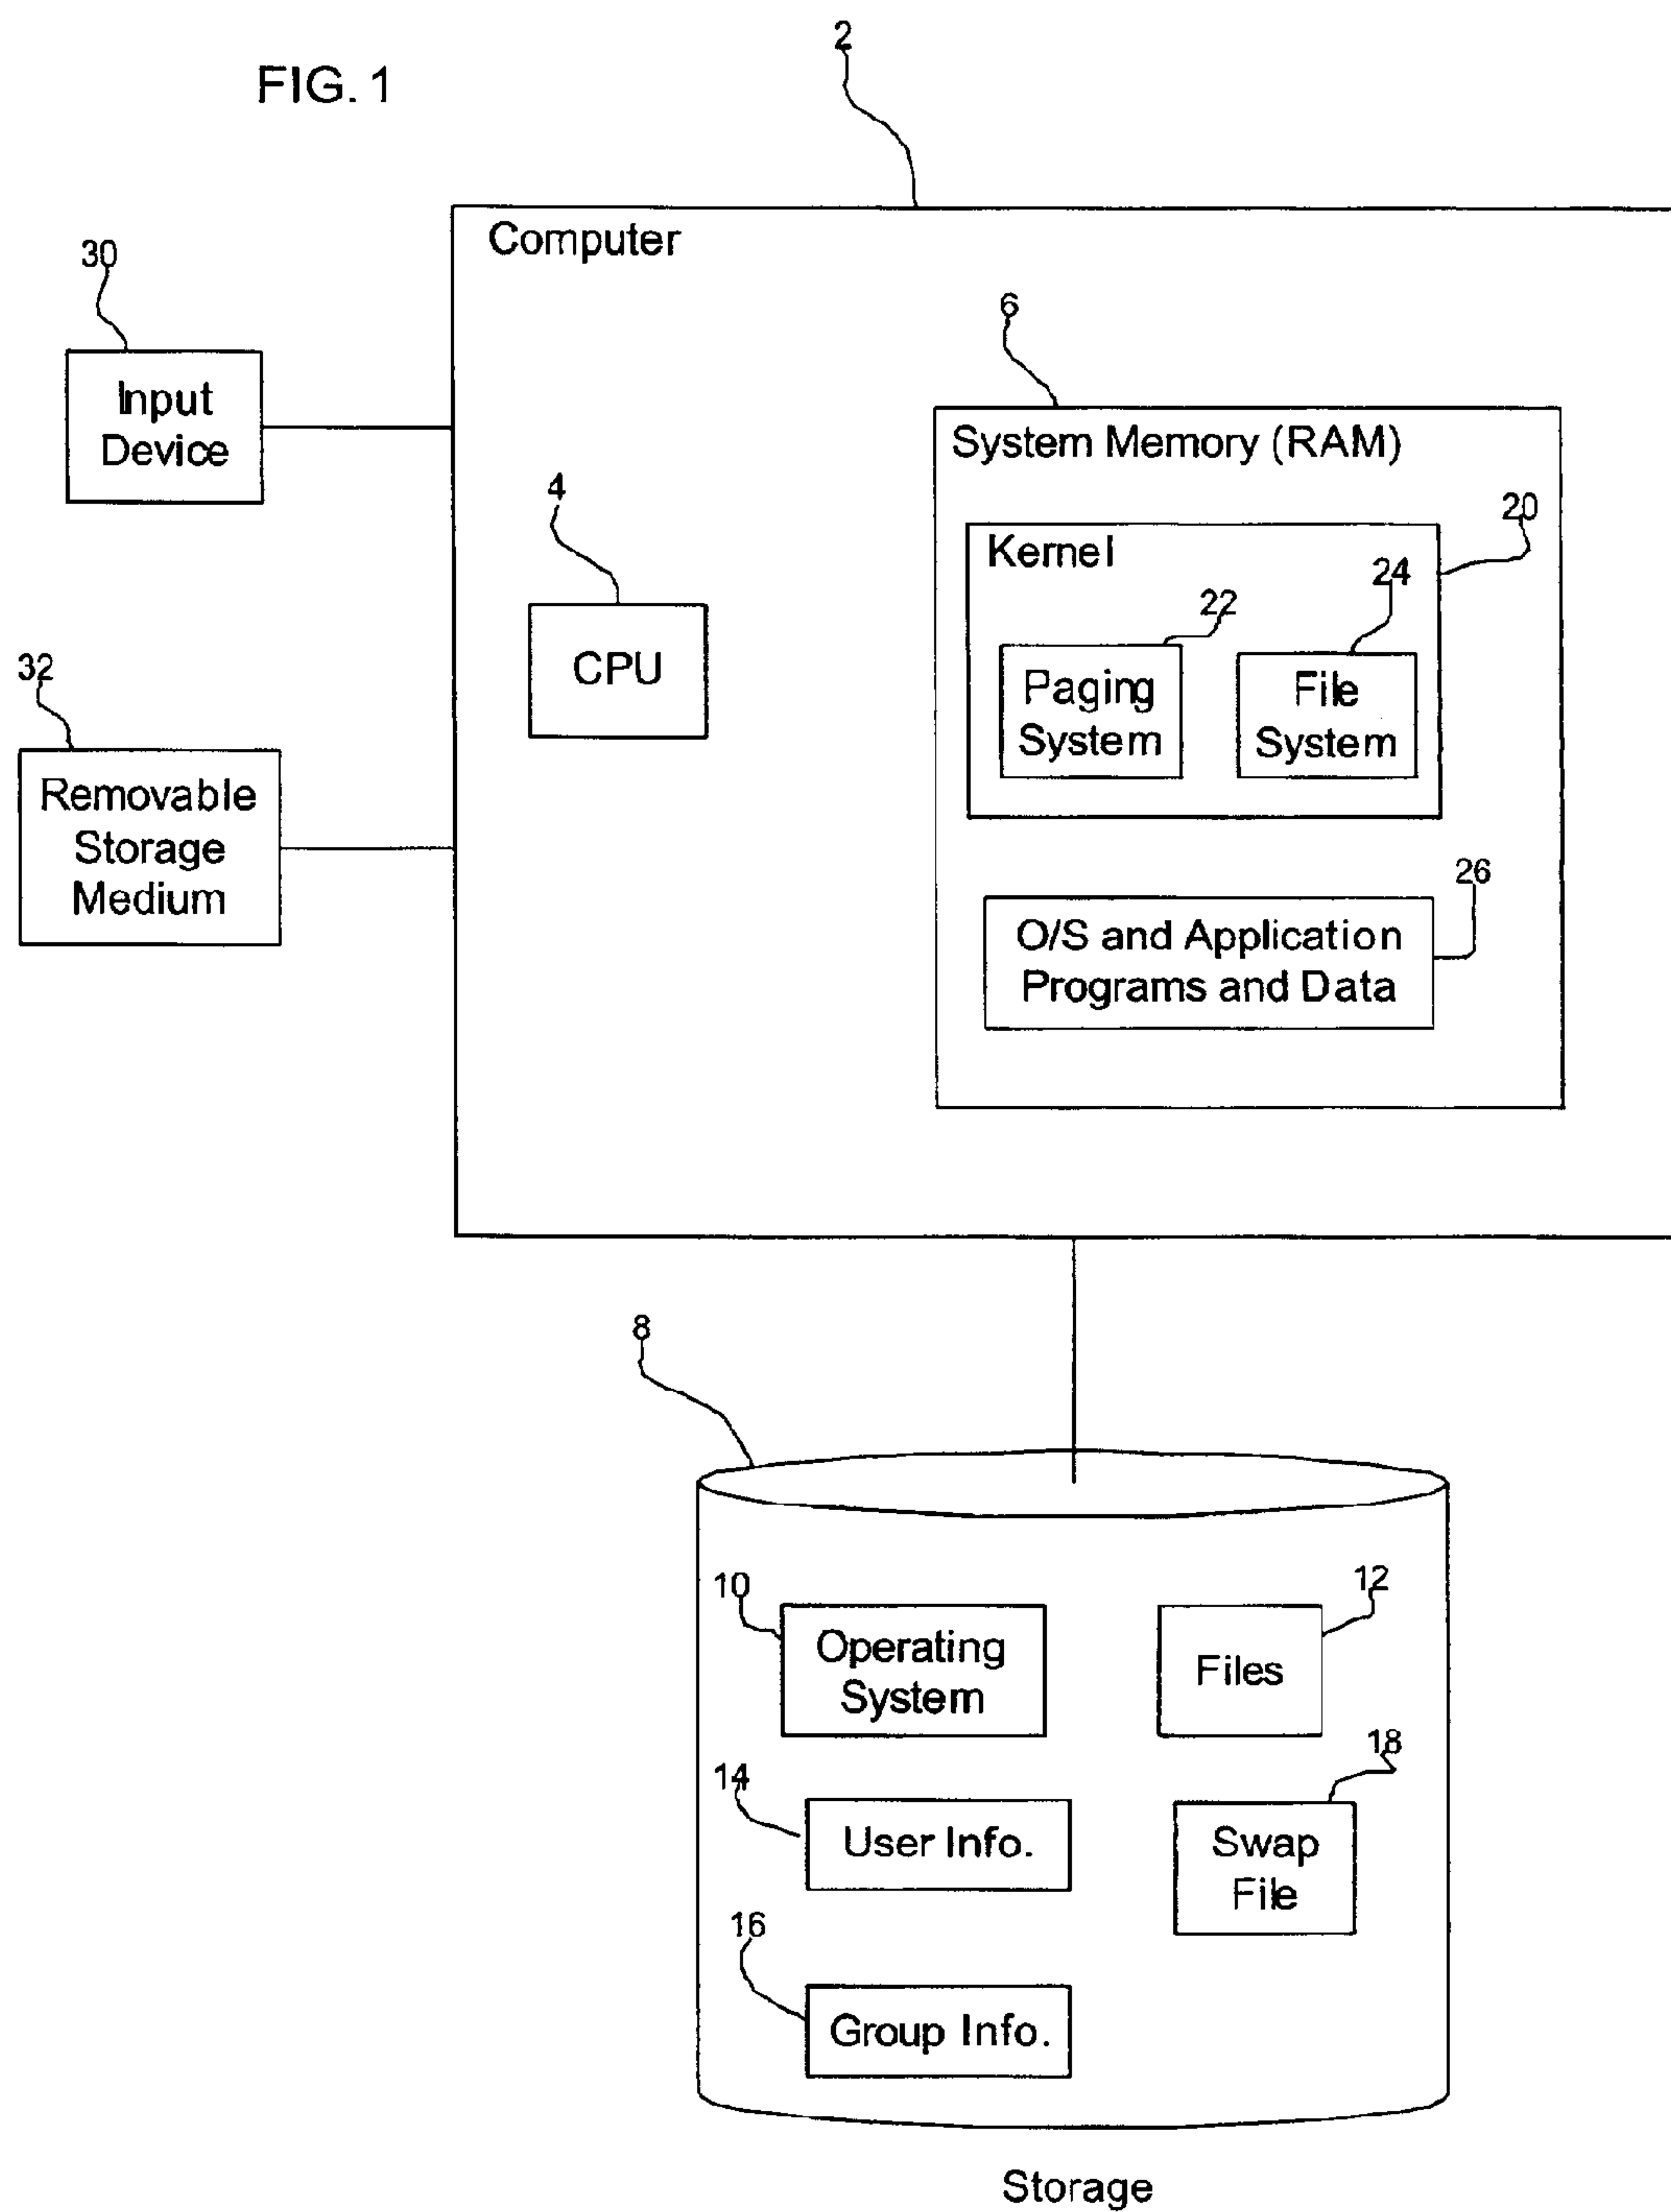 FIG. 1
2
Computer
30
Input
Device
6
System Memory (RAM)
4
CPU
20
Kernel
24
22
Paging
System
File
System
32
Removable
Storage
Medium
26
O/S and Application
Programs and Data
8
10
Operating
System
12
Files
14
User Info.
18
Swap
File
16
Group Info.
Storage